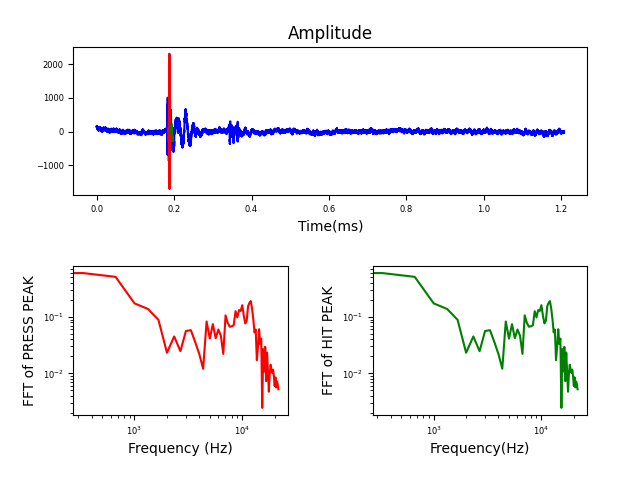 Amplitude
2000
1000
0
−1000
0.0 0.2 0.4 0.6 0.8 1.0 1.2
Time(ms)
FFT of PRESS PEAK
10⁻¹
10⁻²
10³ 10⁴
Frequency (Hz)
FFT of HIT PEAK
10⁻¹
10⁻²
10³ 10⁴
Frequency(Hz)